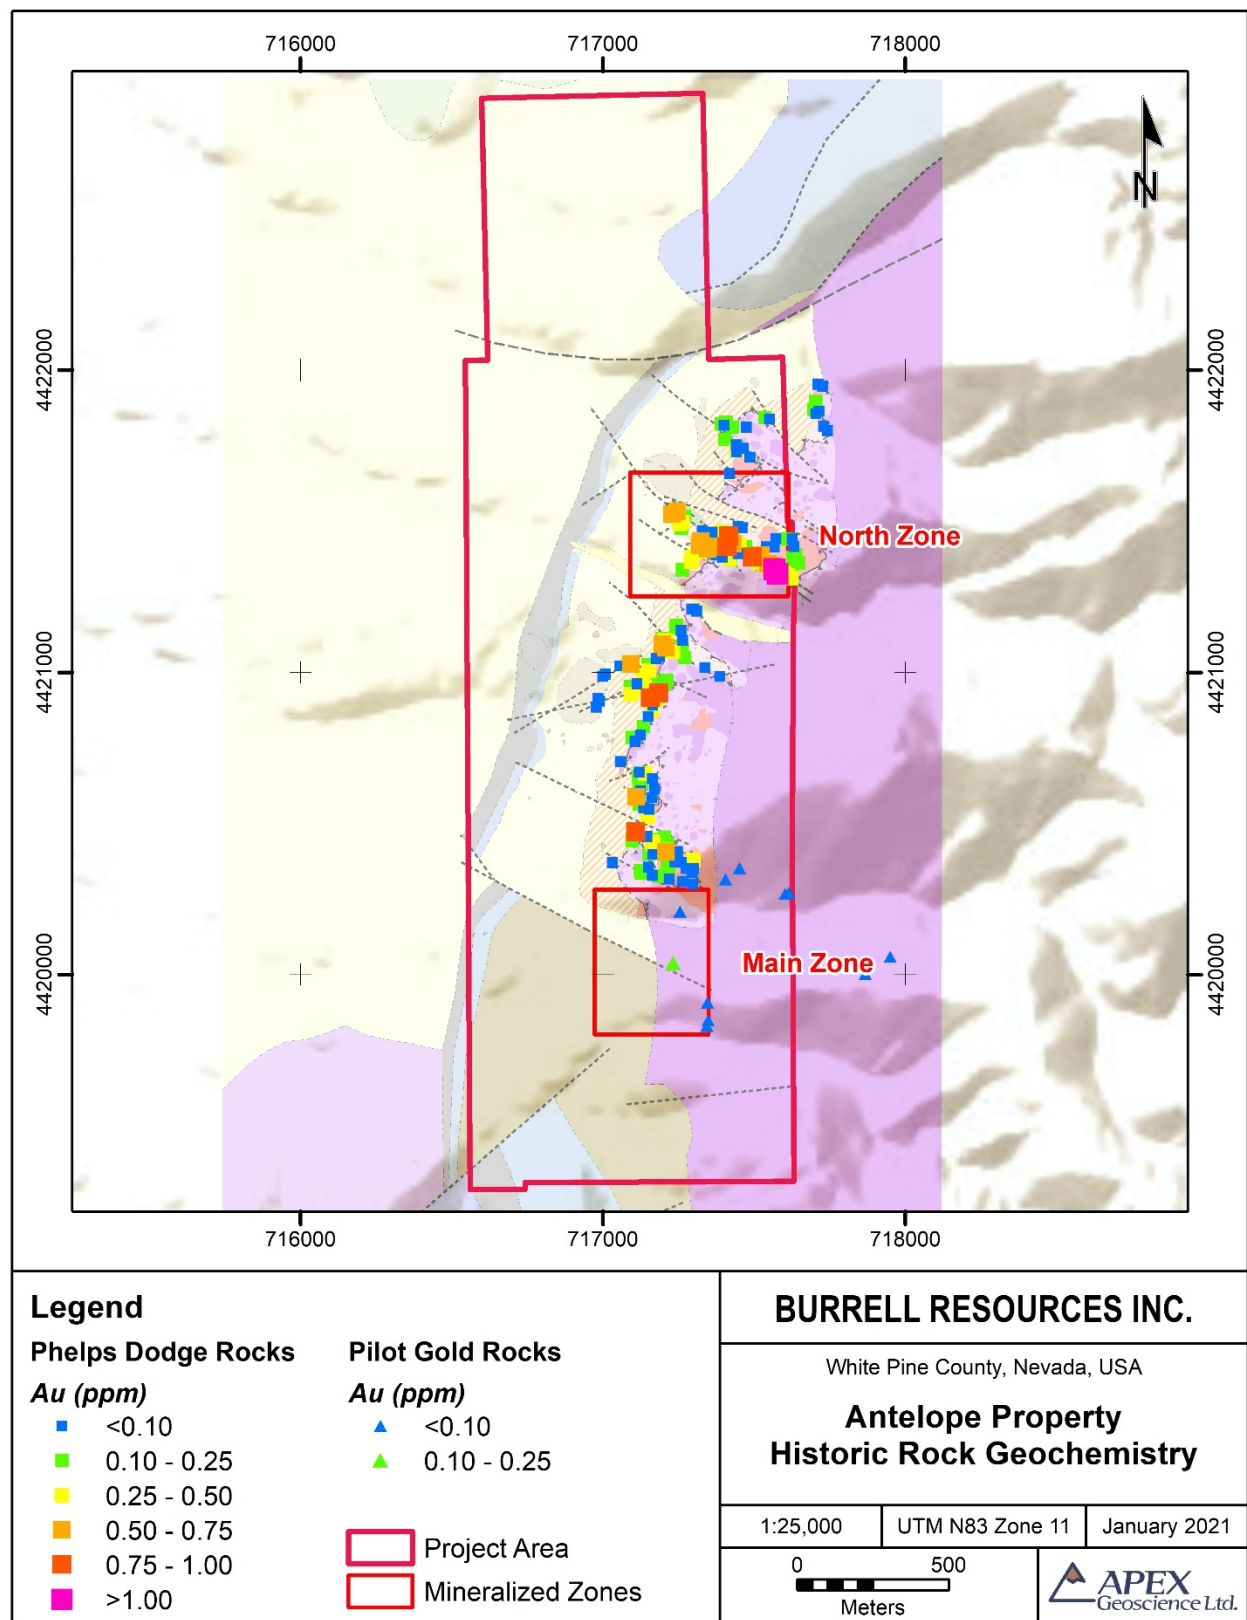 716000 717000 718000
N
4422000 4422000
North Zone
4421000 4421000
Main Zone
4420000 4420000
716000 717000 718000
Legend
Phelps Dodge Rocks
Au (ppm)
<0.10
0.10 - 0.25
0.25 - 0.50
0.50 - 0.75
0.75 - 1.00
>1.00
Pilot Gold Rocks
Au (ppm)
<0.10
0.10 - 0.25
Project Area
Mineralized Zones
BURRELL RESOURCES INC.
White Pine County, Nevada, USA
Antelope Property
Historic Rock Geochemistry
1:25,000 UTM N83 Zone 11 January 2021
0 500
Meters
APEX
Geoscience Ltd.